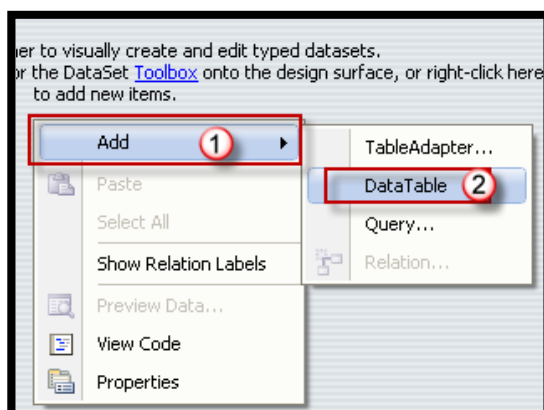 er to visually create and edit typed datasets.
or the DataSet Toolbox onto the design surface, or right-click here
to add new items.
Add 1
Paste
Select All
Show Relation Labels
Preview Data...
View Code
Properties
TableAdapter...
DataTable 2
Query...
Relation...